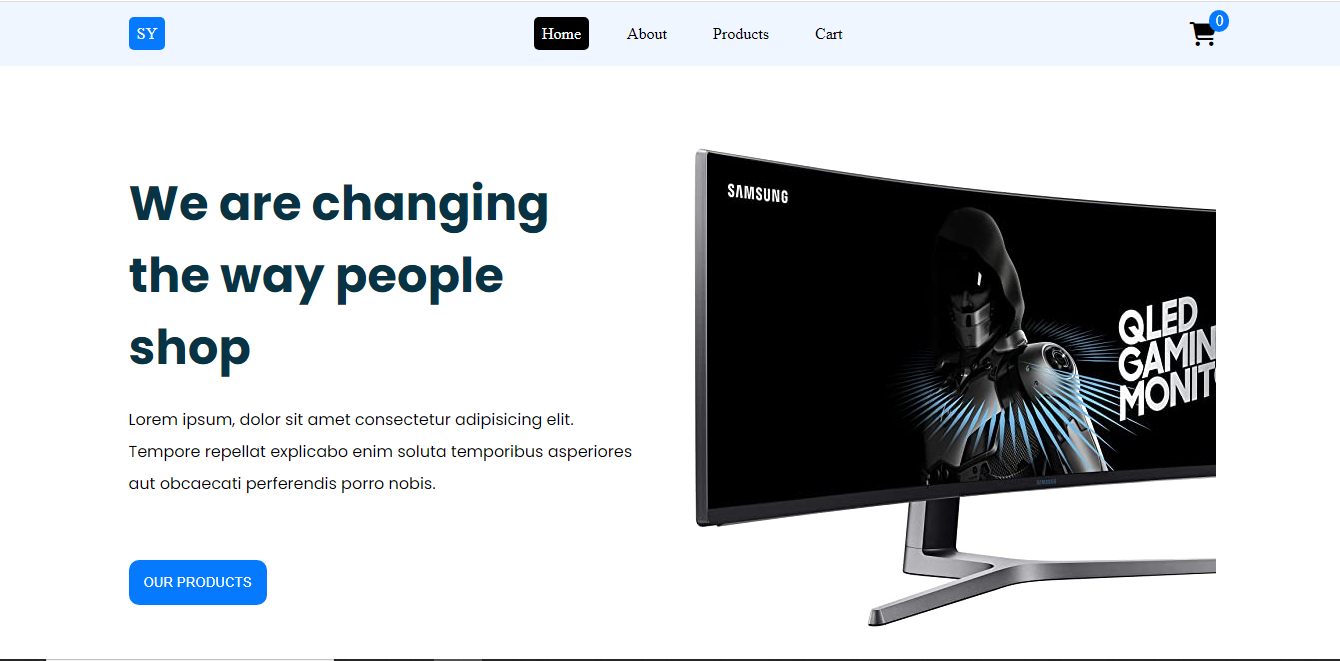 SY
Home
About
Products
Cart
0
We are changing
the way people
shop
Lorem ipsum, dolor sit amet consectetur adipisicing elit.
Tempore repellat explicabo enim soluta temporibus asperiores
aut obcaecati perferendis porro nobis.
OUR PRODUCTS
SAMSUNG
QLED
GAMIN
MONIT
SAMSUNG